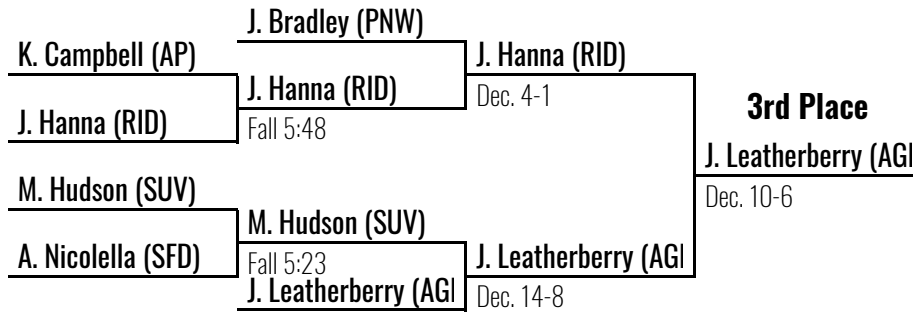 J. Bradley (PNW)
K. Campbell (AP)
J. Hanna (RID)
J. Hanna (RID)
Dec. 4-1
J. Hanna (RID)
Fall 5:48
3rd Place
J. Leatherberry (AGI
Dec. 10-6
M. Hudson (SUV)
M. Hudson (SUV)
Fall 5:23
A. Nicolella (SFD)
J. Leatherberry (AGI
Dec. 14-8
J. Leatherberry (AGI